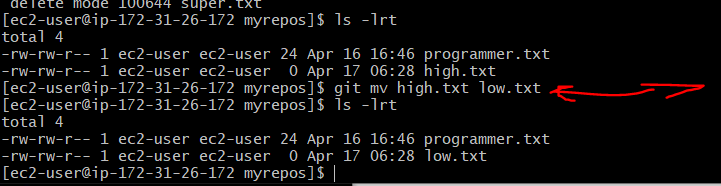 delete mode 100644 super.txt
[ec2-user@ip-172-31-26-172 myrepos]$ ls -lrt
total 4
-rw-rw-r-- 1 ec2-user ec2-user 24 Apr 16 16:46 programmer.txt
-rw-rw-r-- 1 ec2-user ec2-user  0 Apr 17 06:28 high.txt
[ec2-user@ip-172-31-26-172 myrepos]$ git mv high.txt low.txt
[ec2-user@ip-172-31-26-172 myrepos]$ ls -lrt
total 4
-rw-rw-r-- 1 ec2-user ec2-user 24 Apr 16 16:46 programmer.txt
-rw-rw-r-- 1 ec2-user ec2-user  0 Apr 17 06:28 low.txt
[ec2-user@ip-172-31-26-172 myrepos]$